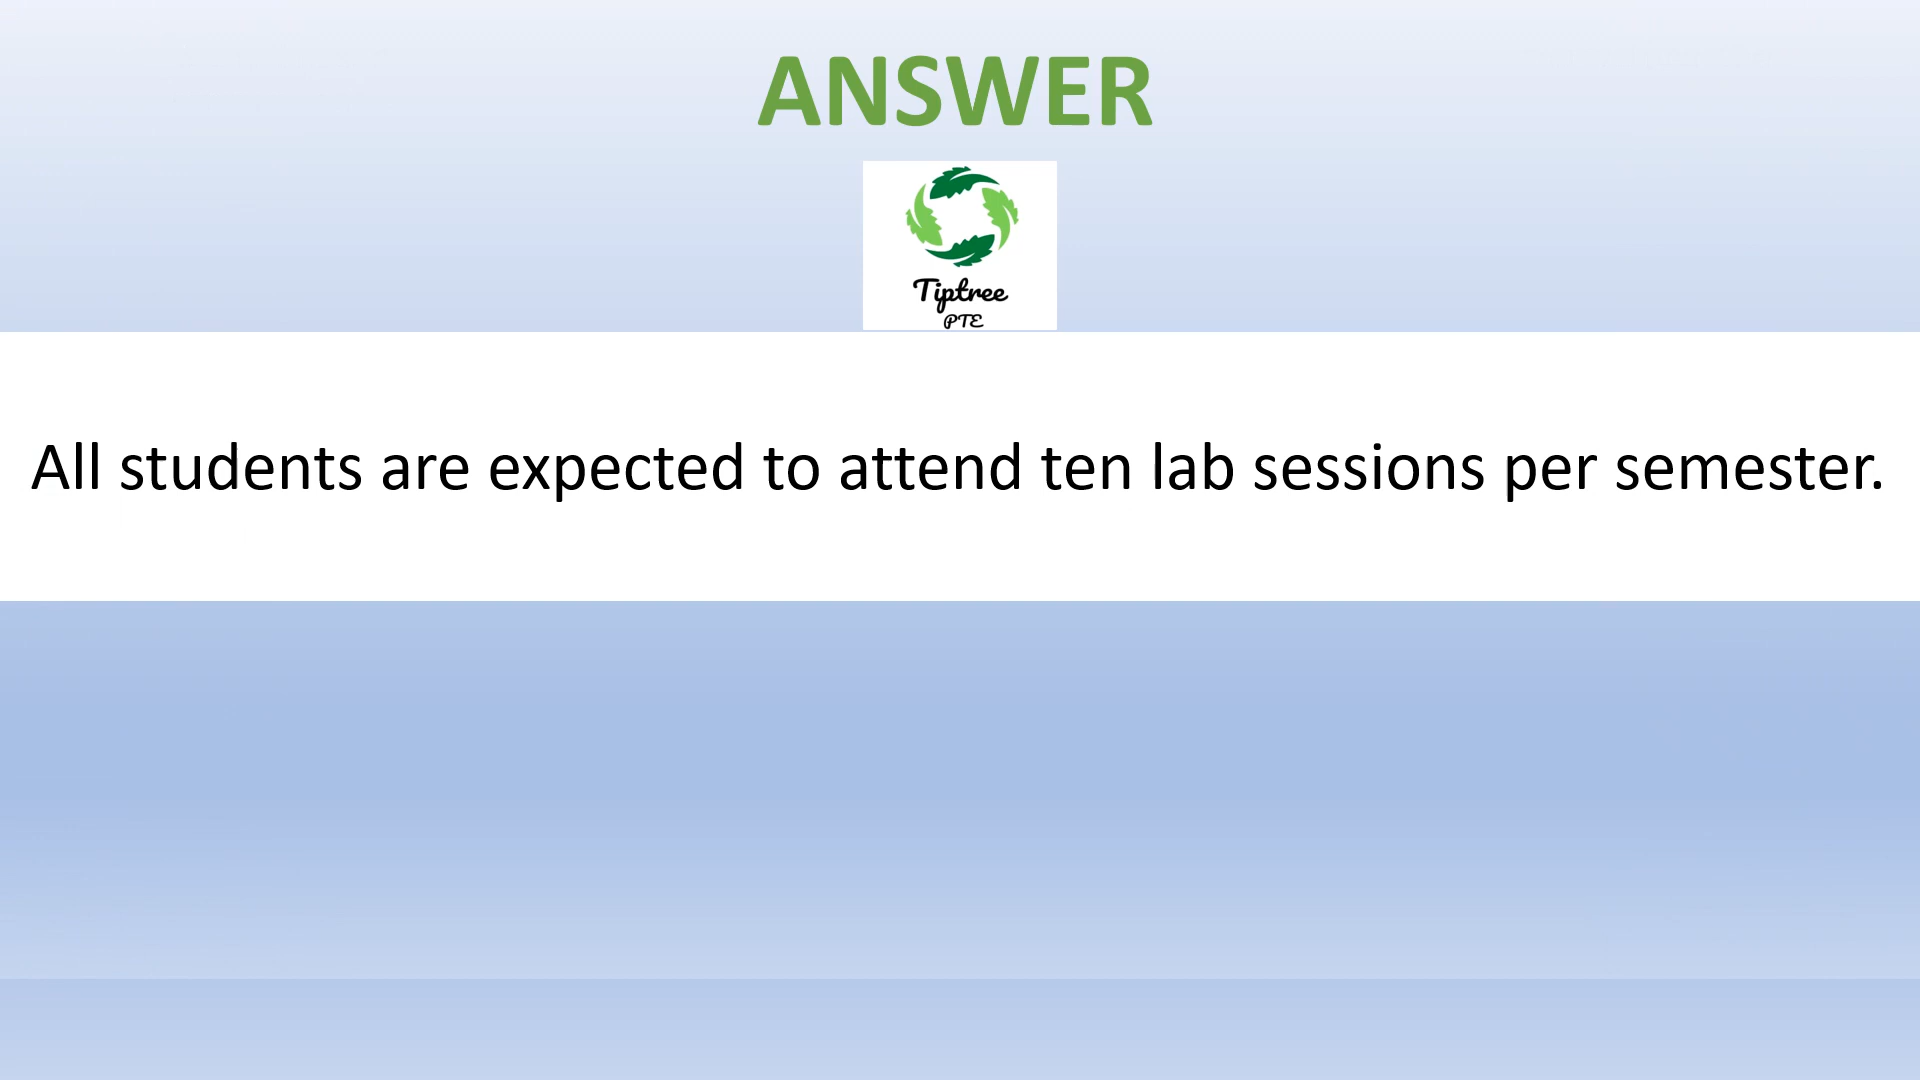 ANSWER
Tiptree
PTE
All students are expected to attend ten lab sessions per semester.